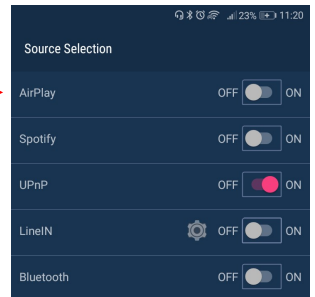 23% 11:20
Source Selection
AirPlay OFF ON
Spotify OFF ON
UPnP OFF ON
LineIN OFF ON
Bluetooth OFF ON